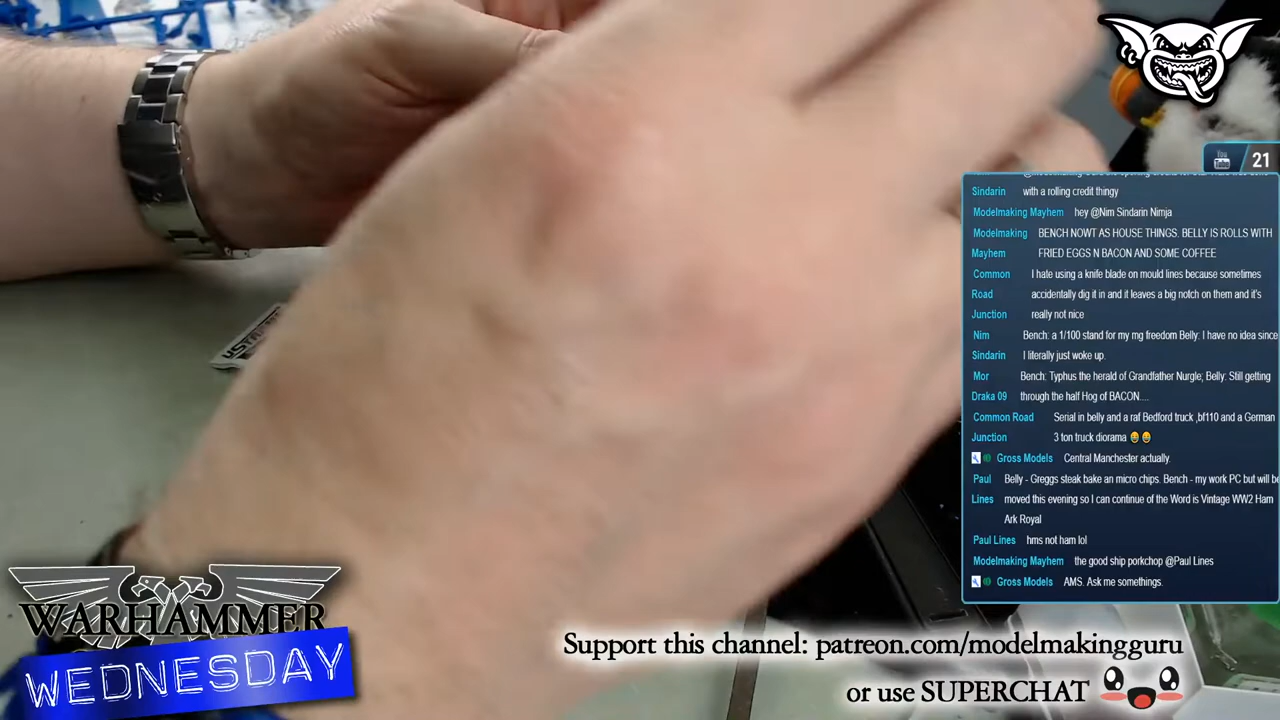 You
Tube
21
Sindarin with a rolling credit thingy
Modelmaking Mayhem hey @Nim Sindarin Nimja
Modelmaking BENCH NOWT AS HOUSE THINGS. BELLY IS ROLLS WITH
Mayhem FRIED EGGS N BACON AND SOME COFFEE
Common I hate using a knife blade on mould lines because sometimes
Road accidentally dig it in and it leaves a big notch on them and it's
Junction really not nice
Nim Bench: a 1/100 stand for my mg freedom Belly: I have no idea since
Sindarin I literally just woke up.
Mor Bench: Typhus the herald of Grandfather Nurgle; Belly: Still getting
Draka 09 through the half Hog of BACON....
Common Road Serial in belly and a raf Bedford truck ,bf110 and a German
Junction 3 ton truck diorama 😄😄
Gross Models Central Manchester actually.
Paul Belly - Greggs steak bake an micro chips. Bench - my work PC but will be
Lines moved this evening so I can continue of the Word is Vintage WW2 Ham
Ark Royal
Paul Lines hms not ham lol
Modelmaking Mayhem the good ship porkchop @Paul Lines
Gross Models AMS. Ask me somethings.
WARHAMMER
WEDNESDAY
Support this channel: patreon.com/modelmakingguru
or use SUPERCHAT